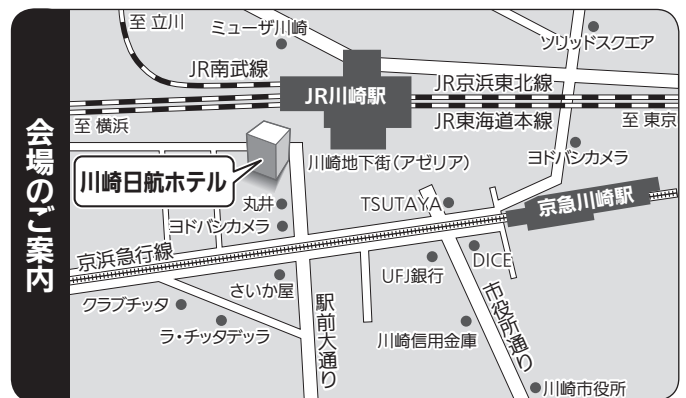 会場のご案内
至 立川
ミューザ川崎
ソリッドスクエア
JR南武線
JR川崎駅
JR京浜東北線
至 横浜
JR東海道本線
至 東京
川崎日航ホテル
川崎地下街(アゼリア)
ヨドバシカメラ
丸井
TSUTAYA
京急川崎駅
ヨドバシカメラ
京浜急行線
DICE
UFJ銀行
さいか屋
クラブチッタ
駅前大通り
市役所通り
ラ・チッタデッラ
川崎信用金庫
川崎市役所